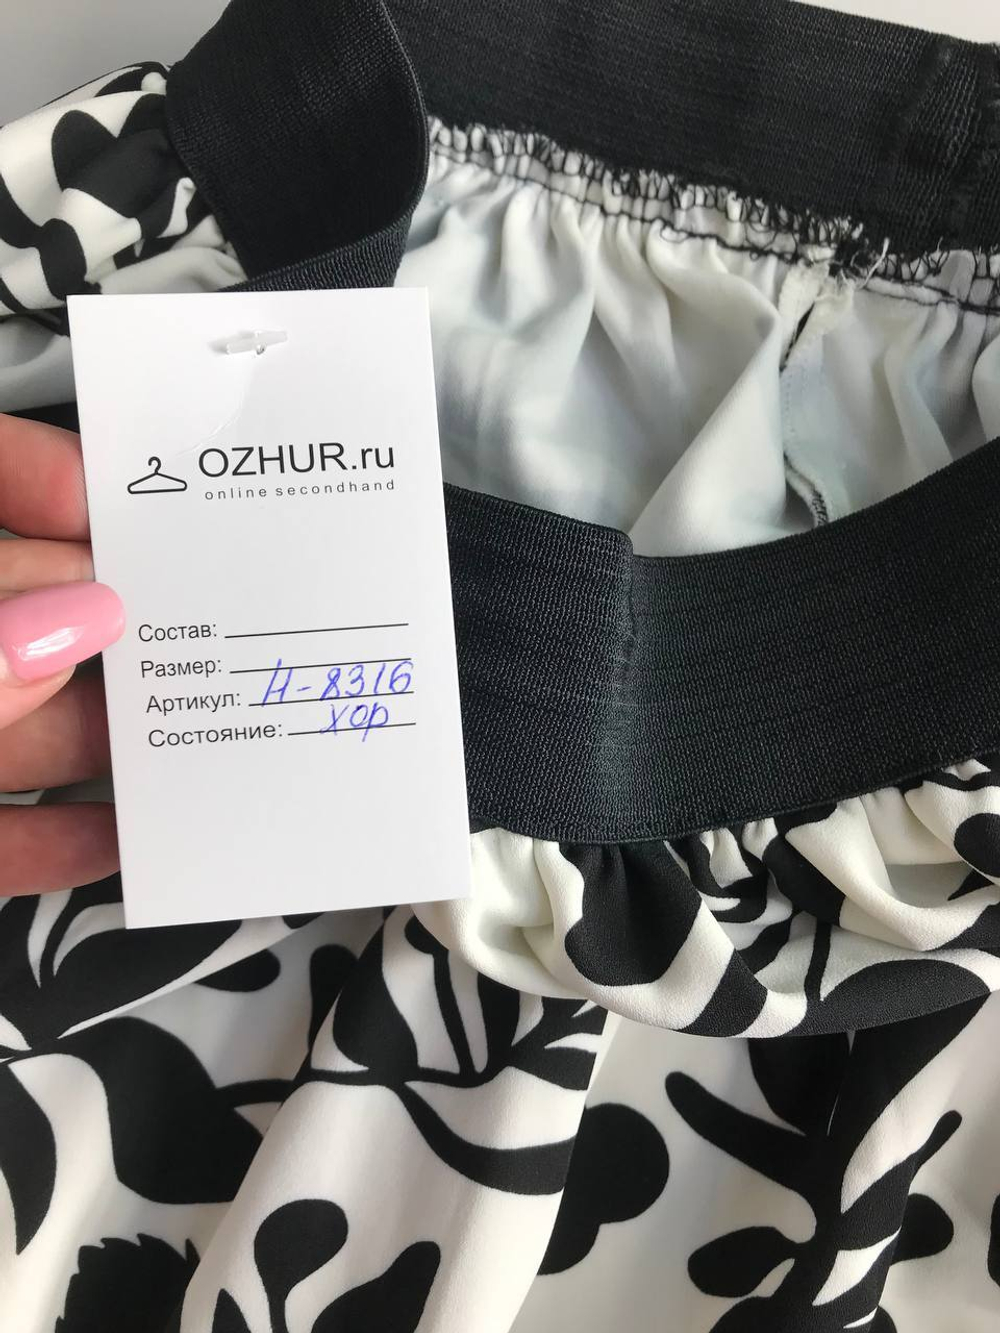 OZHUR.ru
online secondhand
Состав:
Размер:
Артикул: Н-8316
Состояние: хор